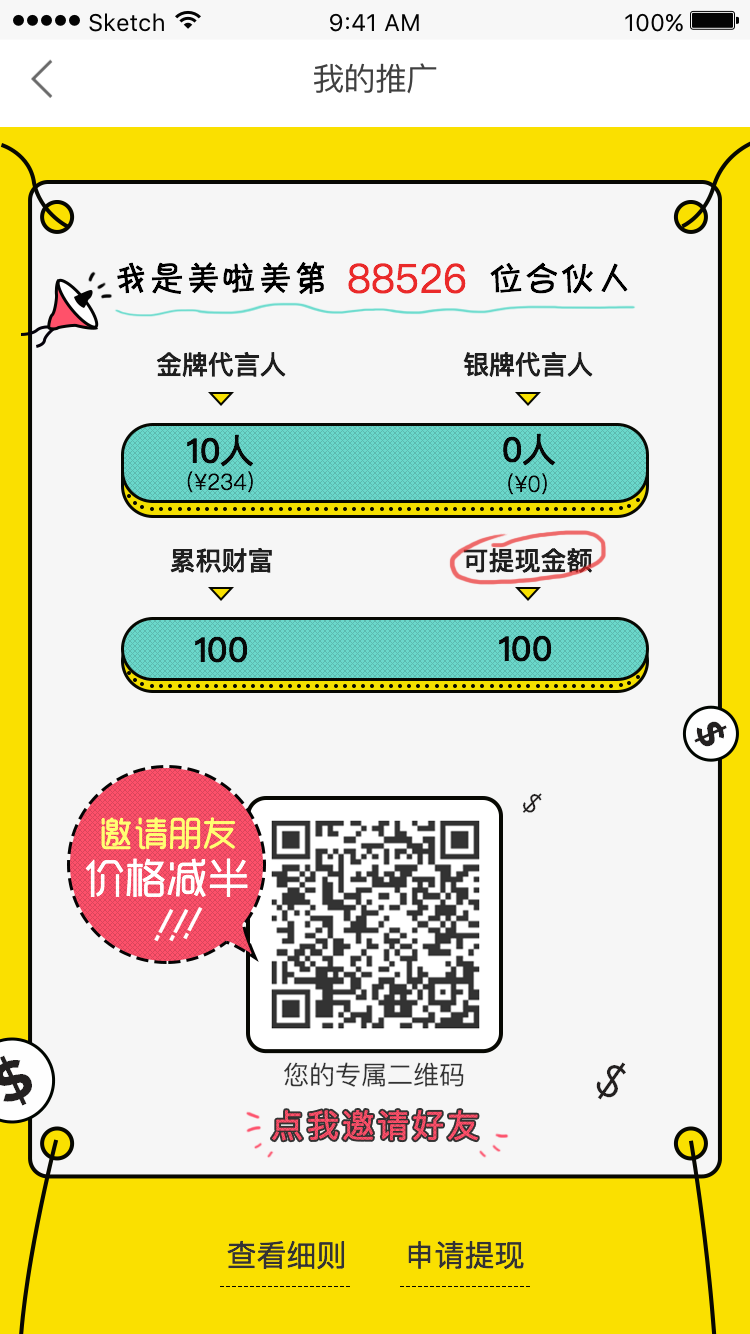 Sketch 9:41 AM 100%
我的推广
我是美啦美第 88526 位合伙人
金牌代言人 银牌代言人
10人 0人
(¥234) (¥0)
累积财富 可提现金额
100 100
邀请朋友
价格减半
!!!
您的专属二维码
点我邀请好友
查看细则 申请提现